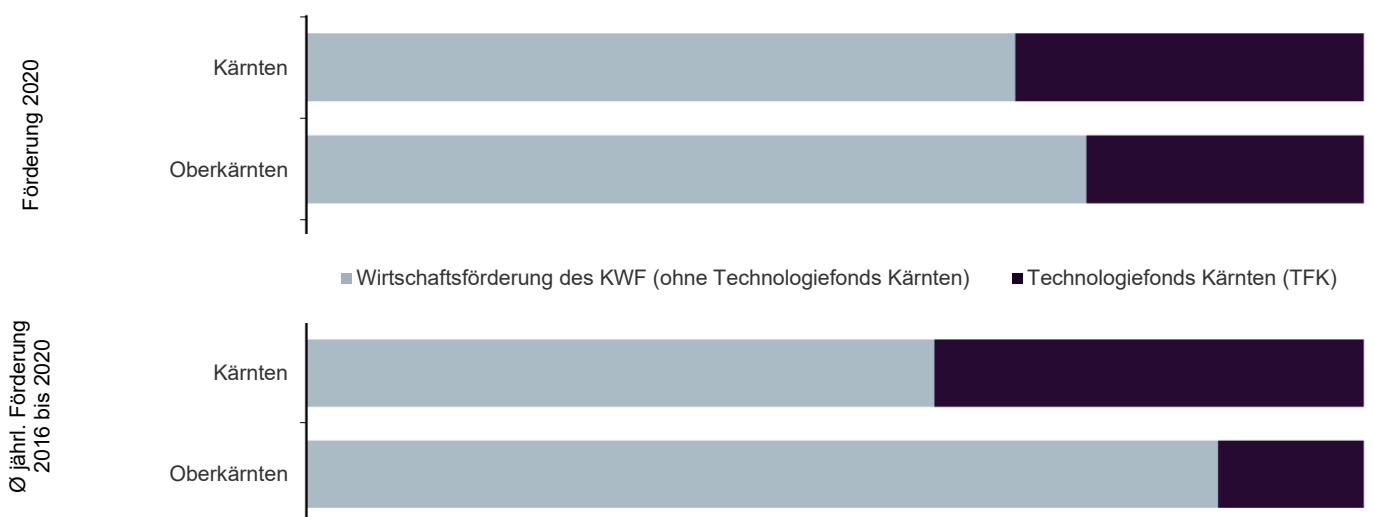 Förderung 2020
Kärnten
Oberkärnten
Wirtschaftsförderung des KWF (ohne Technologiefonds Kärnten)
Technologiefonds Kärnten (TFK)
Ø jährl. Förderung
2016 bis 2020
Kärnten
Oberkärnten